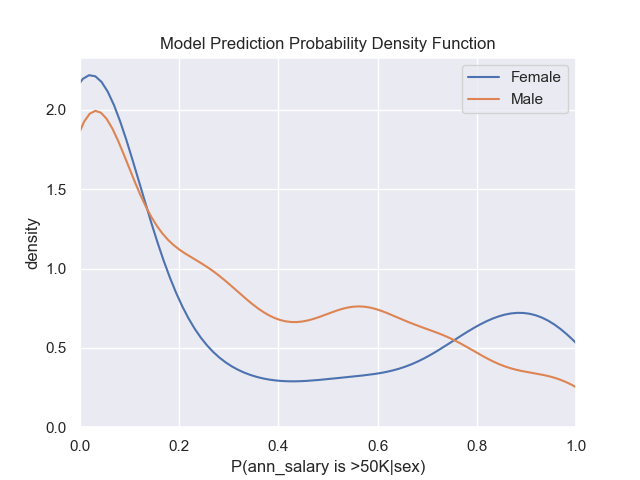 Model Prediction Probability Density Function
Female
Male
density
2.0
1.5
1.0
0.5
0.0
0.0 0.2 0.4 0.6 0.8 1.0
P(ann_salary is >50K|sex)